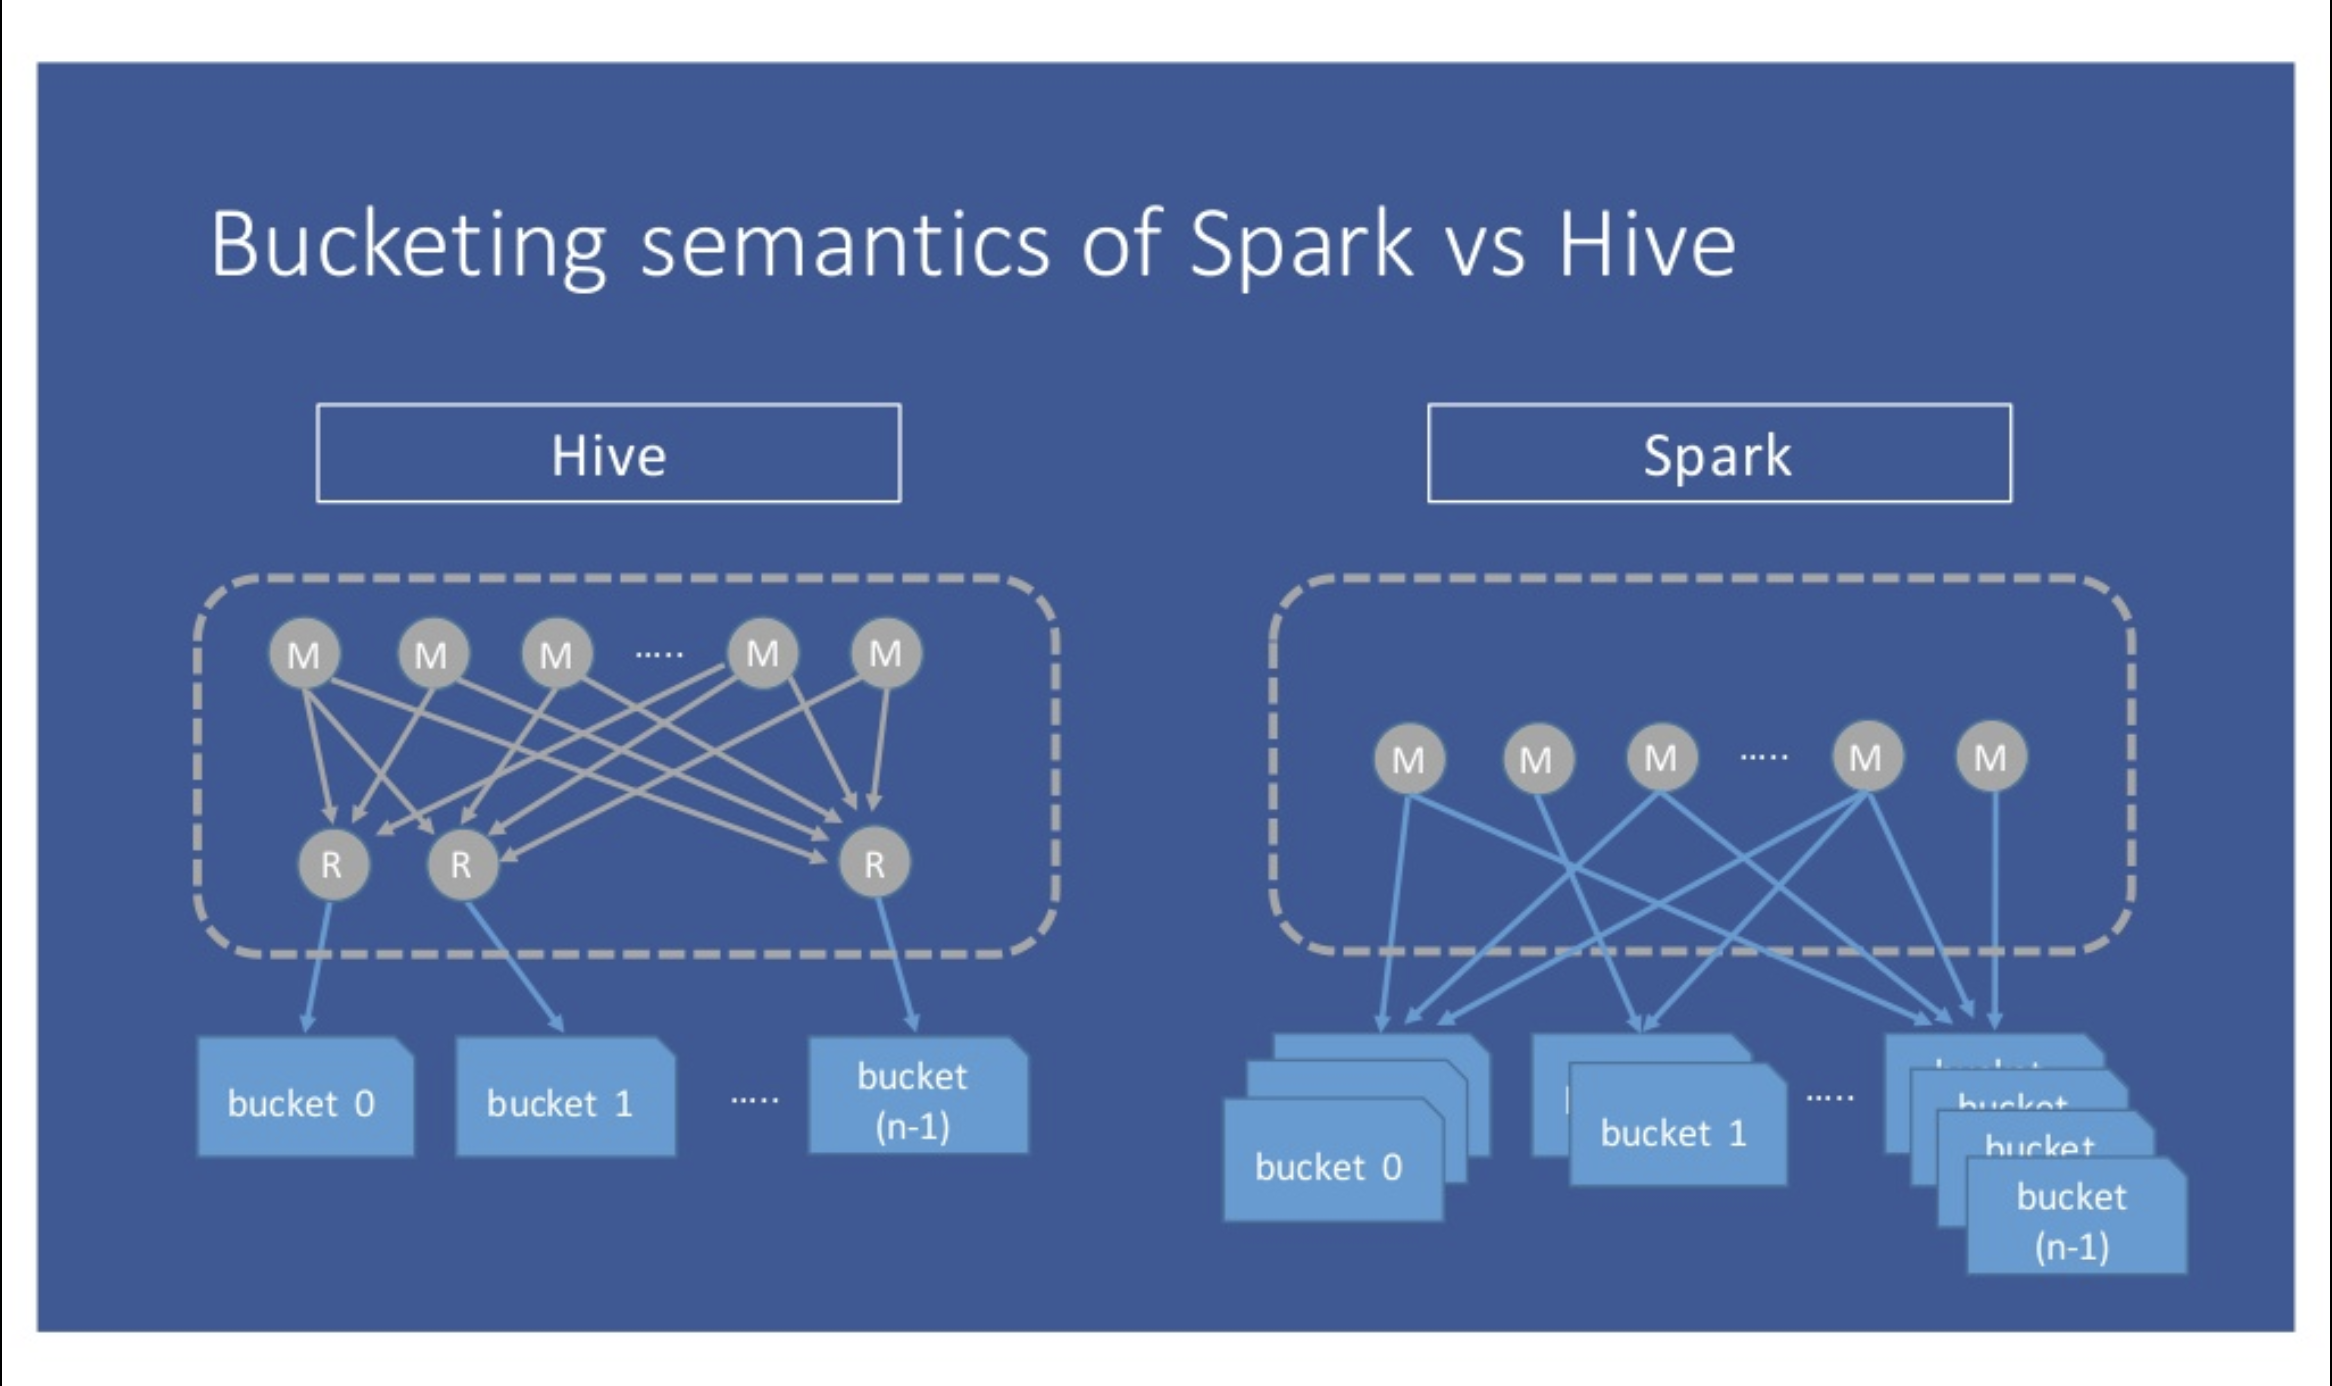 Bucketing semantics of Spark vs Hive
Hive
Spark
M M M ..... M M
R R R
bucket 0
bucket 1
.....
bucket
(n-1)
M M M ..... M M
bucket 0
bucket 1
.....
bucket
bucket
bucket
bucket
(n-1)